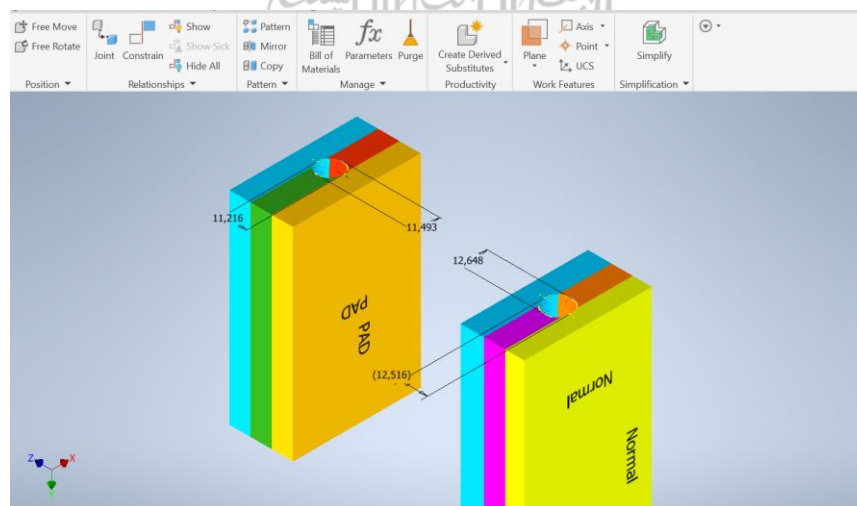 Free Move
Free Rotate
Joint
Constrain
Show
Show Sick
Hide All
Pattern
Mirror
Copy
Bill of
Materials
fx
Parameters
Purge
Create Derived
Substitutes
Plane
Axis
Point
UCS
Simplify
Position
Relationships
Pattern
Manage
Productivity
Work Features
Simplification
11,216
11,493
12,648
(12,516)
PAD
PAD
Normal
Normal
Z
X
Y